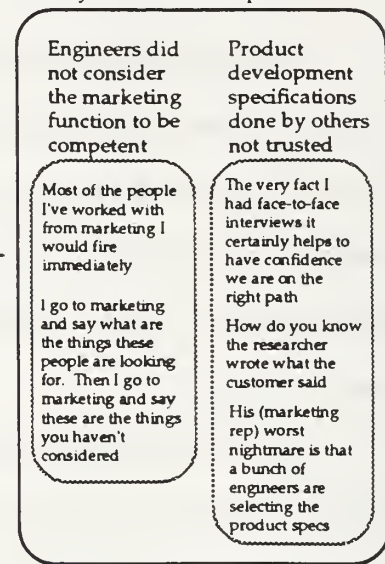 Engineers did
not consider
the marketing
function to be
competent
Most of the people
I've worked with
from marketing I
would fire
immediately
I go to marketing
and say what are
the things these
people are looking
for. Then I go to
marketing and say
these are the things
you haven't
considered
Product
development
specifications
done by others
not trusted
The very fact I
had face-to-face
interviews it
certainly helps to
have confidence
we are on the
right path
How do you know
the researcher
wrote what the
customer said
His (marketing
rep) worst
nightmare is that
a bunch of
engineers are
selecting the
product specs